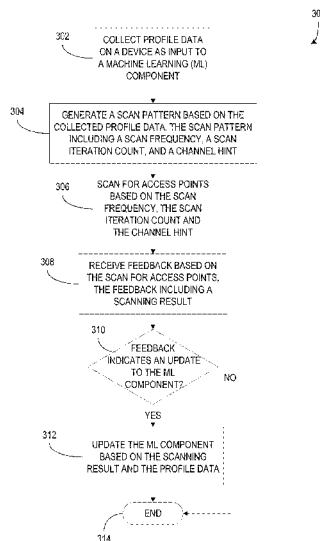 30
302
COLLECT PROFILE DATA
ON A DEVICE AS INPUT TO
A MACHINE LEARNING (ML)
COMPONENT
304
GENERATE A SCAN PATTERN BASED ON THE
COLLECTED PROFILE DATA, THE SCAN PATTERN
INCLUDING A SCAN FREQUENCY, A SCAN
ITERATION COUNT, AND A CHANNEL HINT
306
SCAN FOR ACCESS POINTS
BASED ON THE SCAN
FREQUENCY, THE SCAN
ITERATION COUNT AND
THE CHANNEL HINT
308
RECEIVE FEEDBACK BASED ON
THE SCAN FOR ACCESS POINTS,
THE FEEDBACK INCLUDING A
SCANNING RESULT
310
FEEDBACK
INDICATES AN UPDATE
TO THE ML
COMPONENT?
NO
YES
312
UPDATE THE ML COMPONENT
BASED ON THE SCANNING
RESULT AND THE PROFILE DATA
END
314